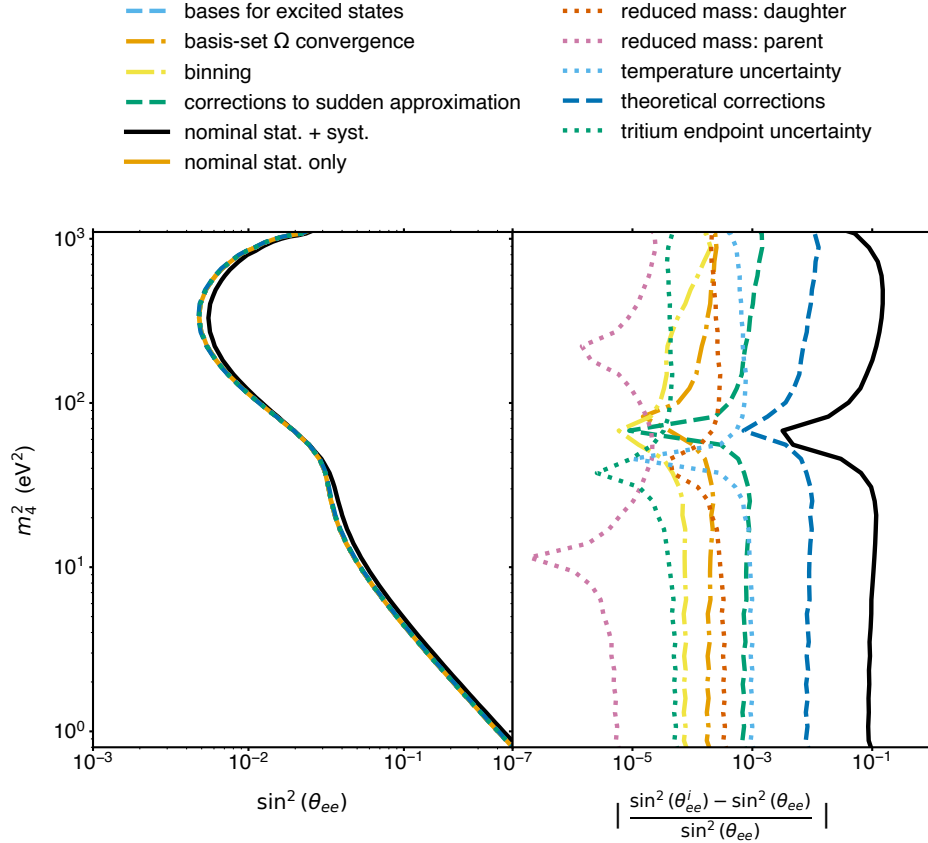 bases for excited states
basis-set Ω convergence
binning
corrections to sudden approximation
nominal stat. + syst.
nominal stat. only
reduced mass: daughter
reduced mass: parent
temperature uncertainty
theoretical corrections
tritium endpoint uncertainty
m₄² (eV²)
10³
10²
10¹
10⁰
10⁻³
10⁻²
10⁻¹
10⁻⁷
10⁻⁵
10⁻³
10⁻¹
sin² (θₑₑ)
| sin² (θⁱₑₑ) − sin² (θₑₑ) |
sin² (θₑₑ)